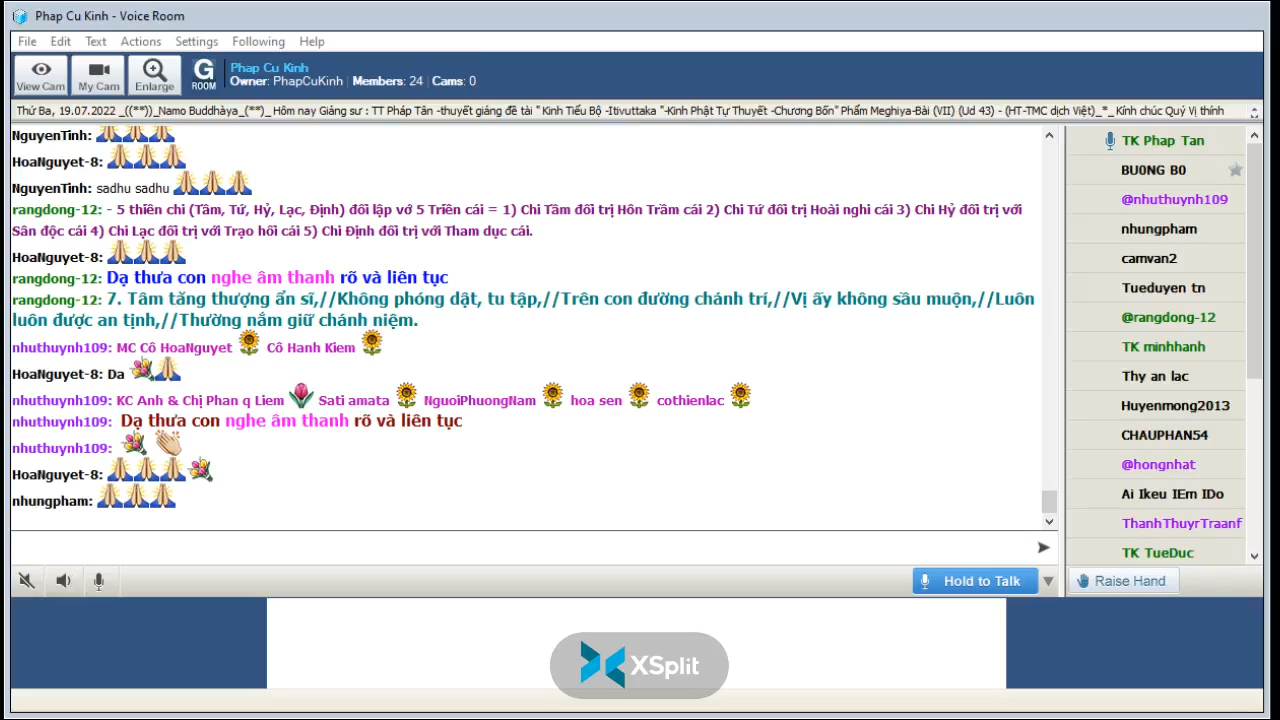 Phap Cu Kinh - Voice Room
File Edit Text Actions Settings Following Help
View Cam My Cam Enlarge G ROOM
Phap Cu Kinh
Owner: PhapCuKinh | Members: 24 | Cams: 0
Thứ Ba, 19.07.2022 _((**))_Namo Buddhàya_(**)_ Hôm nay Giảng sư : TT Pháp Tân -thuyết giảng đề tài " Kinh Tiểu Bộ -Itivuttaka "-Kinh Phật Tự Thuyết -Chương Bốn" Phẩm Meghiya-Bài (VII) (Ud 43) - (HT-TMC dịch Việt)_*_ Kính chúc Quý Vị thính
NguyenTinh:
HoaNguyet-8:
NguyenTinh: sadhu sadhu
rangdong-12: - 5 thiền chi (Tầm, Tứ, Hỷ, Lạc, Định) đối lập vớ 5 Triền cái = 1) Chi Tầm đối trị Hôn Trầm cái 2) Chi Tứ đối trị Hoài nghi cái 3) Chi Hỷ đối trị với
Sân độc cái 4) Chi Lạc đối trị với Trạo hối cái 5) Chi Định đối trị với Tham dục cái.
HoaNguyet-8:
rangdong-12: Dạ thưa con nghe âm thanh rõ và liên tục
rangdong-12: 7. Tâm tăng thượng ẩn sĩ,//Không phóng dật, tu tập,//Trên con đường chánh trí,//Vị ấy không sầu muộn,//Luôn
luôn được an tịnh,//Thường nắm giữ chánh niệm.
nhuthuynh109: MC Cô HoaNguyet Cô Hanh Kiem
HoaNguyet-8: Da
nhuthuynh109: KC Anh & Chị Phan q Liem Sati amata NguoiPhuongNam hoa sen cothienlac
nhuthuynh109: Dạ thưa con nghe âm thanh rõ và liên tục
nhuthuynh109:
HoaNguyet-8:
nhungpham:
TK Phap Tan
BU0NG B0
@nhuthuynh109
nhungpham
camvan2
Tueduyen tn
@rangdong-12
TK minhhanh
Thy an lac
Huyenmong2013
CHAUPHAN54
@hongnhat
Ai Ikeu IEm IDo
ThanhThuyrTraanf
TK TueDuc
Hold to Talk
Raise Hand
XSplit